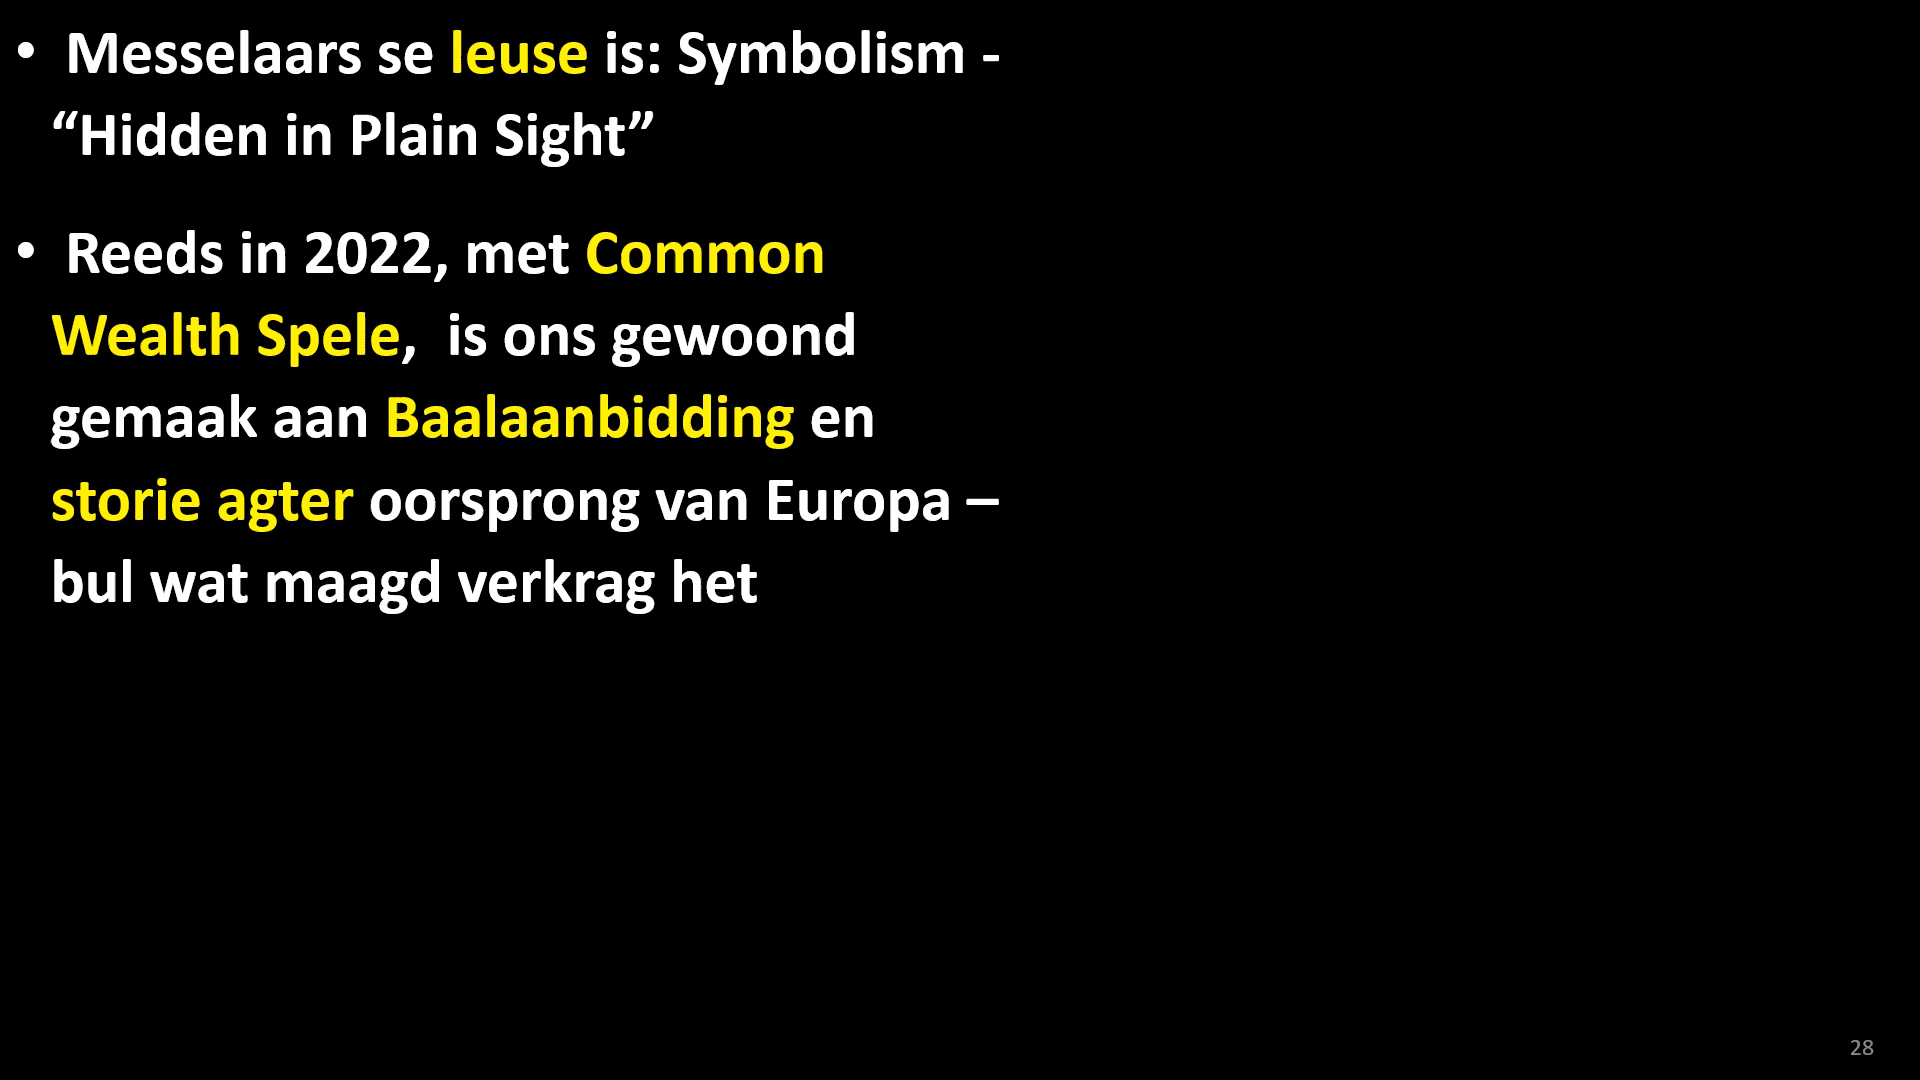 • Messelaars se leuse is: Symbolism -
“Hidden in Plain Sight”
• Reeds in 2022, met Common
Wealth Spele,  is ons gewoond
gemaak aan Baalaanbidding en
storie agter oorsprong van Europa –
bul wat maagd verkrag het
28